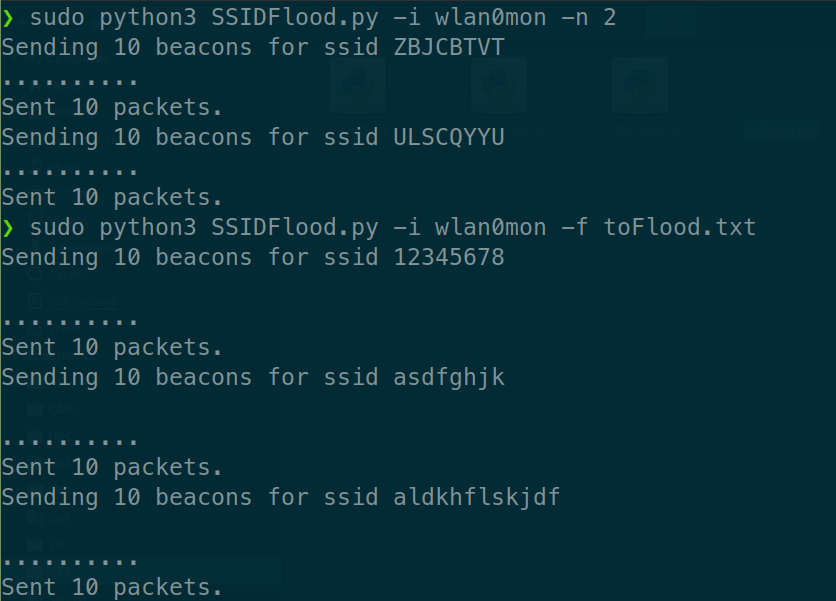 ❯ sudo python3 SSIDFlood.py -i wlan0mon -n 2
Sending 10 beacons for ssid ZBJCBTVT
..........
Sent 10 packets.
Sending 10 beacons for ssid ULSCQYYU
..........
Sent 10 packets.
❯ sudo python3 SSIDFlood.py -i wlan0mon -f toFlood.txt
Sending 10 beacons for ssid 12345678
..........
Sent 10 packets.
Sending 10 beacons for ssid asdfghjk
..........
Sent 10 packets.
Sending 10 beacons for ssid aldkhflskjdf
..........
Sent 10 packets.